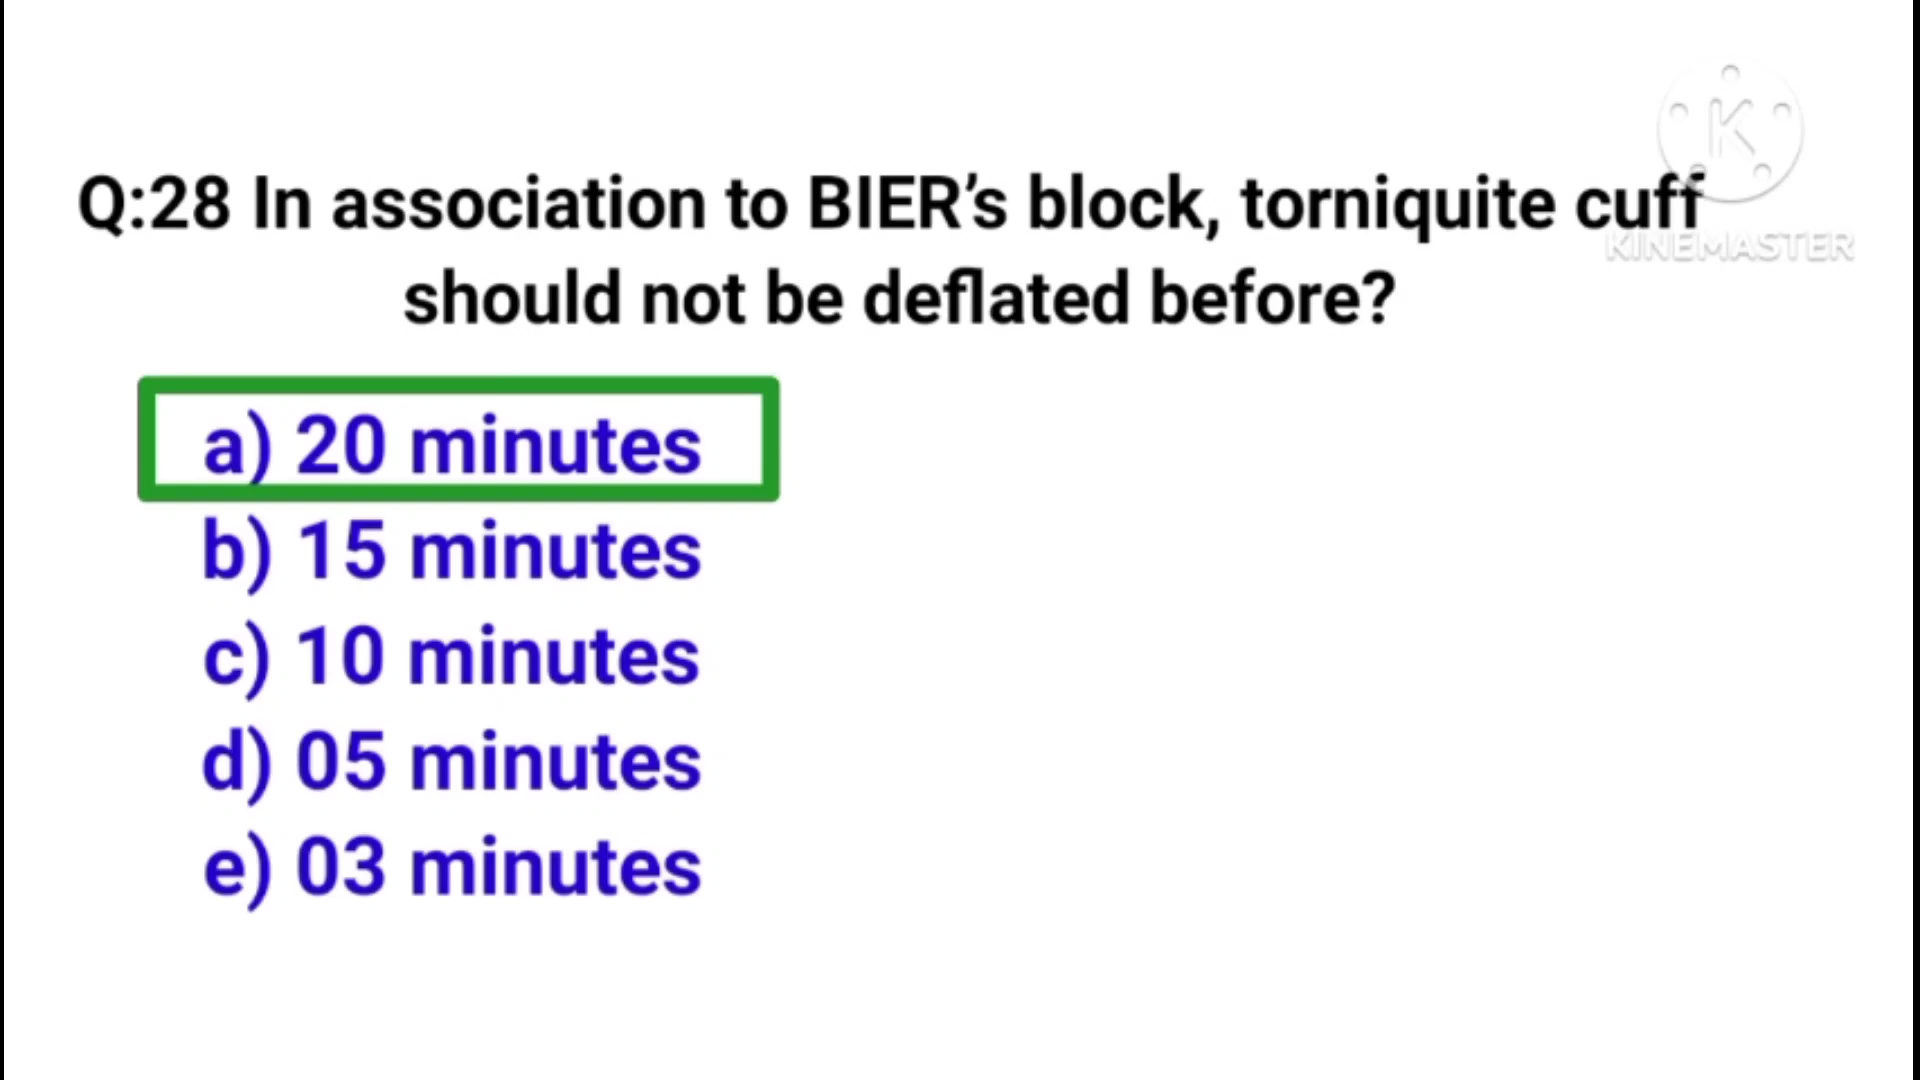 Q:28 In association to BIER’s block, torniquite cuff
should not be deflated before?
a) 20 minutes
b) 15 minutes
c) 10 minutes
d) 05 minutes
e) 03 minutes
K
KINEMASTER